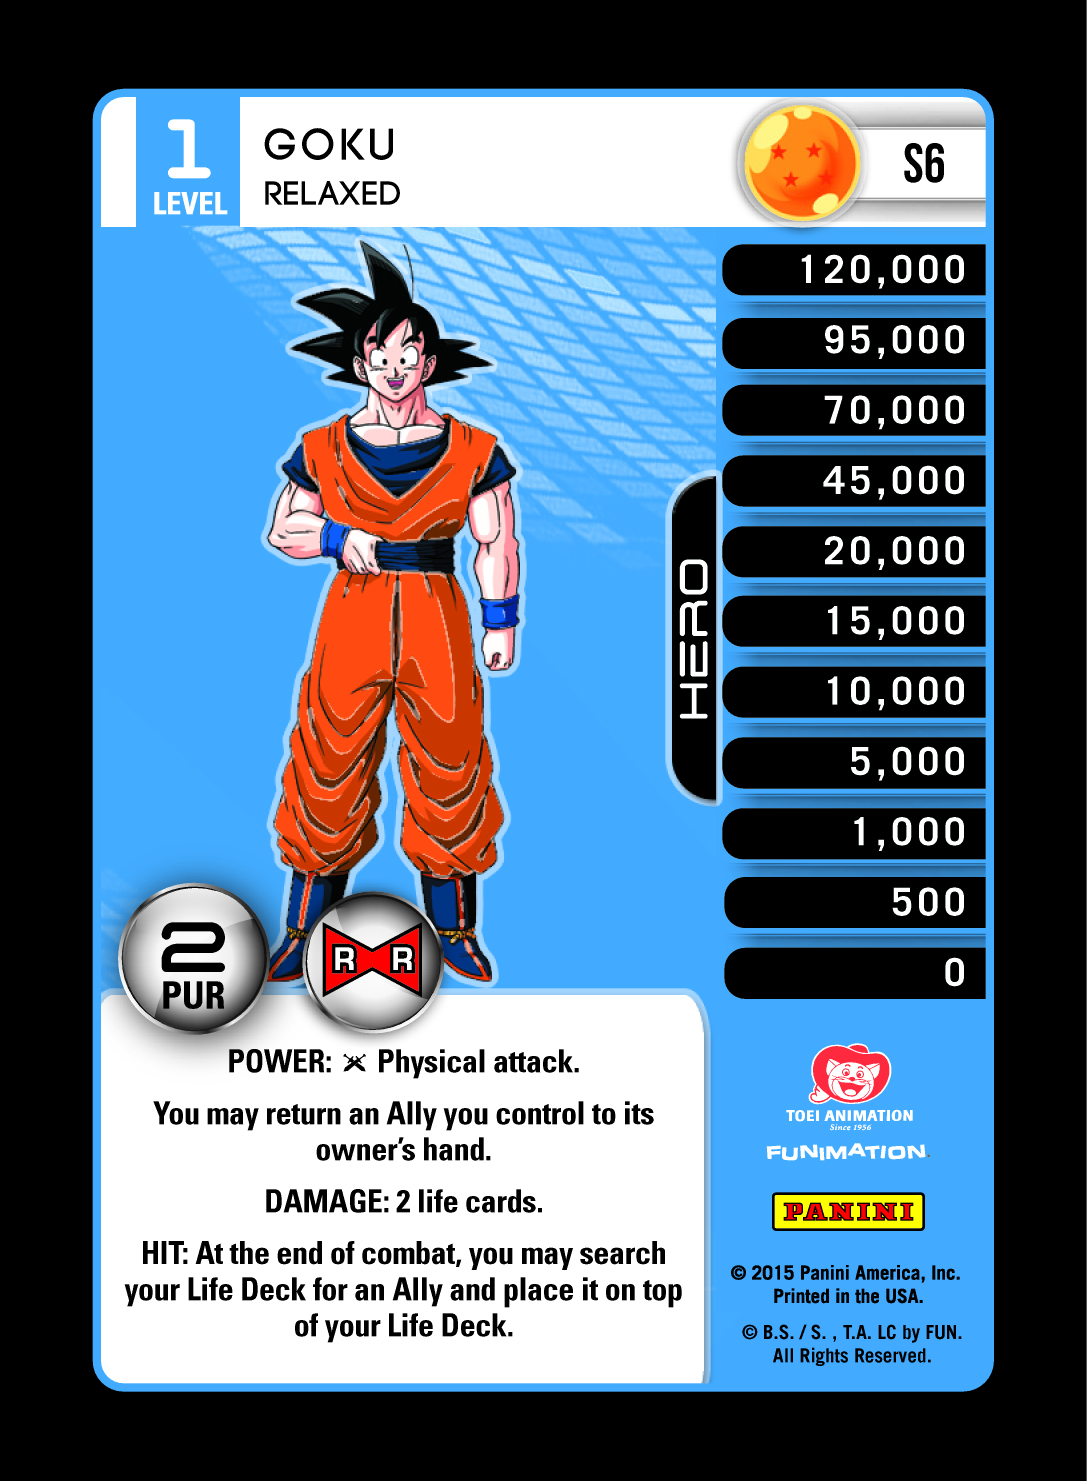 1
LEVEL
GOKU
RELAXED
S6
120,000
95,000
70,000
45,000
20,000
15,000
10,000
5,000
1,000
500
0
HERO
2
PUR
R R
POWER: Physical attack.
You may return an Ally you control to its
owner's hand.
DAMAGE: 2 life cards.
HIT: At the end of combat, you may search
your Life Deck for an Ally and place it on top
of your Life Deck.
TOEI ANIMATION
Since 1956
FUNIMATION
PANINI
© 2015 Panini America, Inc.
Printed in the USA.
© B.S. / S. , T.A. LC by FUN.
All Rights Reserved.